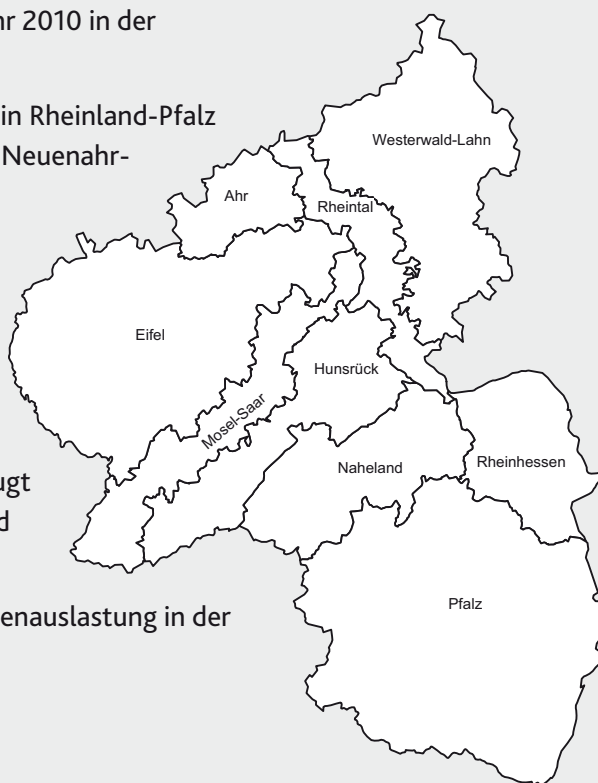 hr 2010 in der
in Rheinland-Pfalz
Neuenahr-
Westerwald-Lahn
Ahr
Rheintal
Eifel
Hunsrück
Mosel-Saar
Naheland
Rheinhessen
ugt
d
Pfalz
enauslastung in der